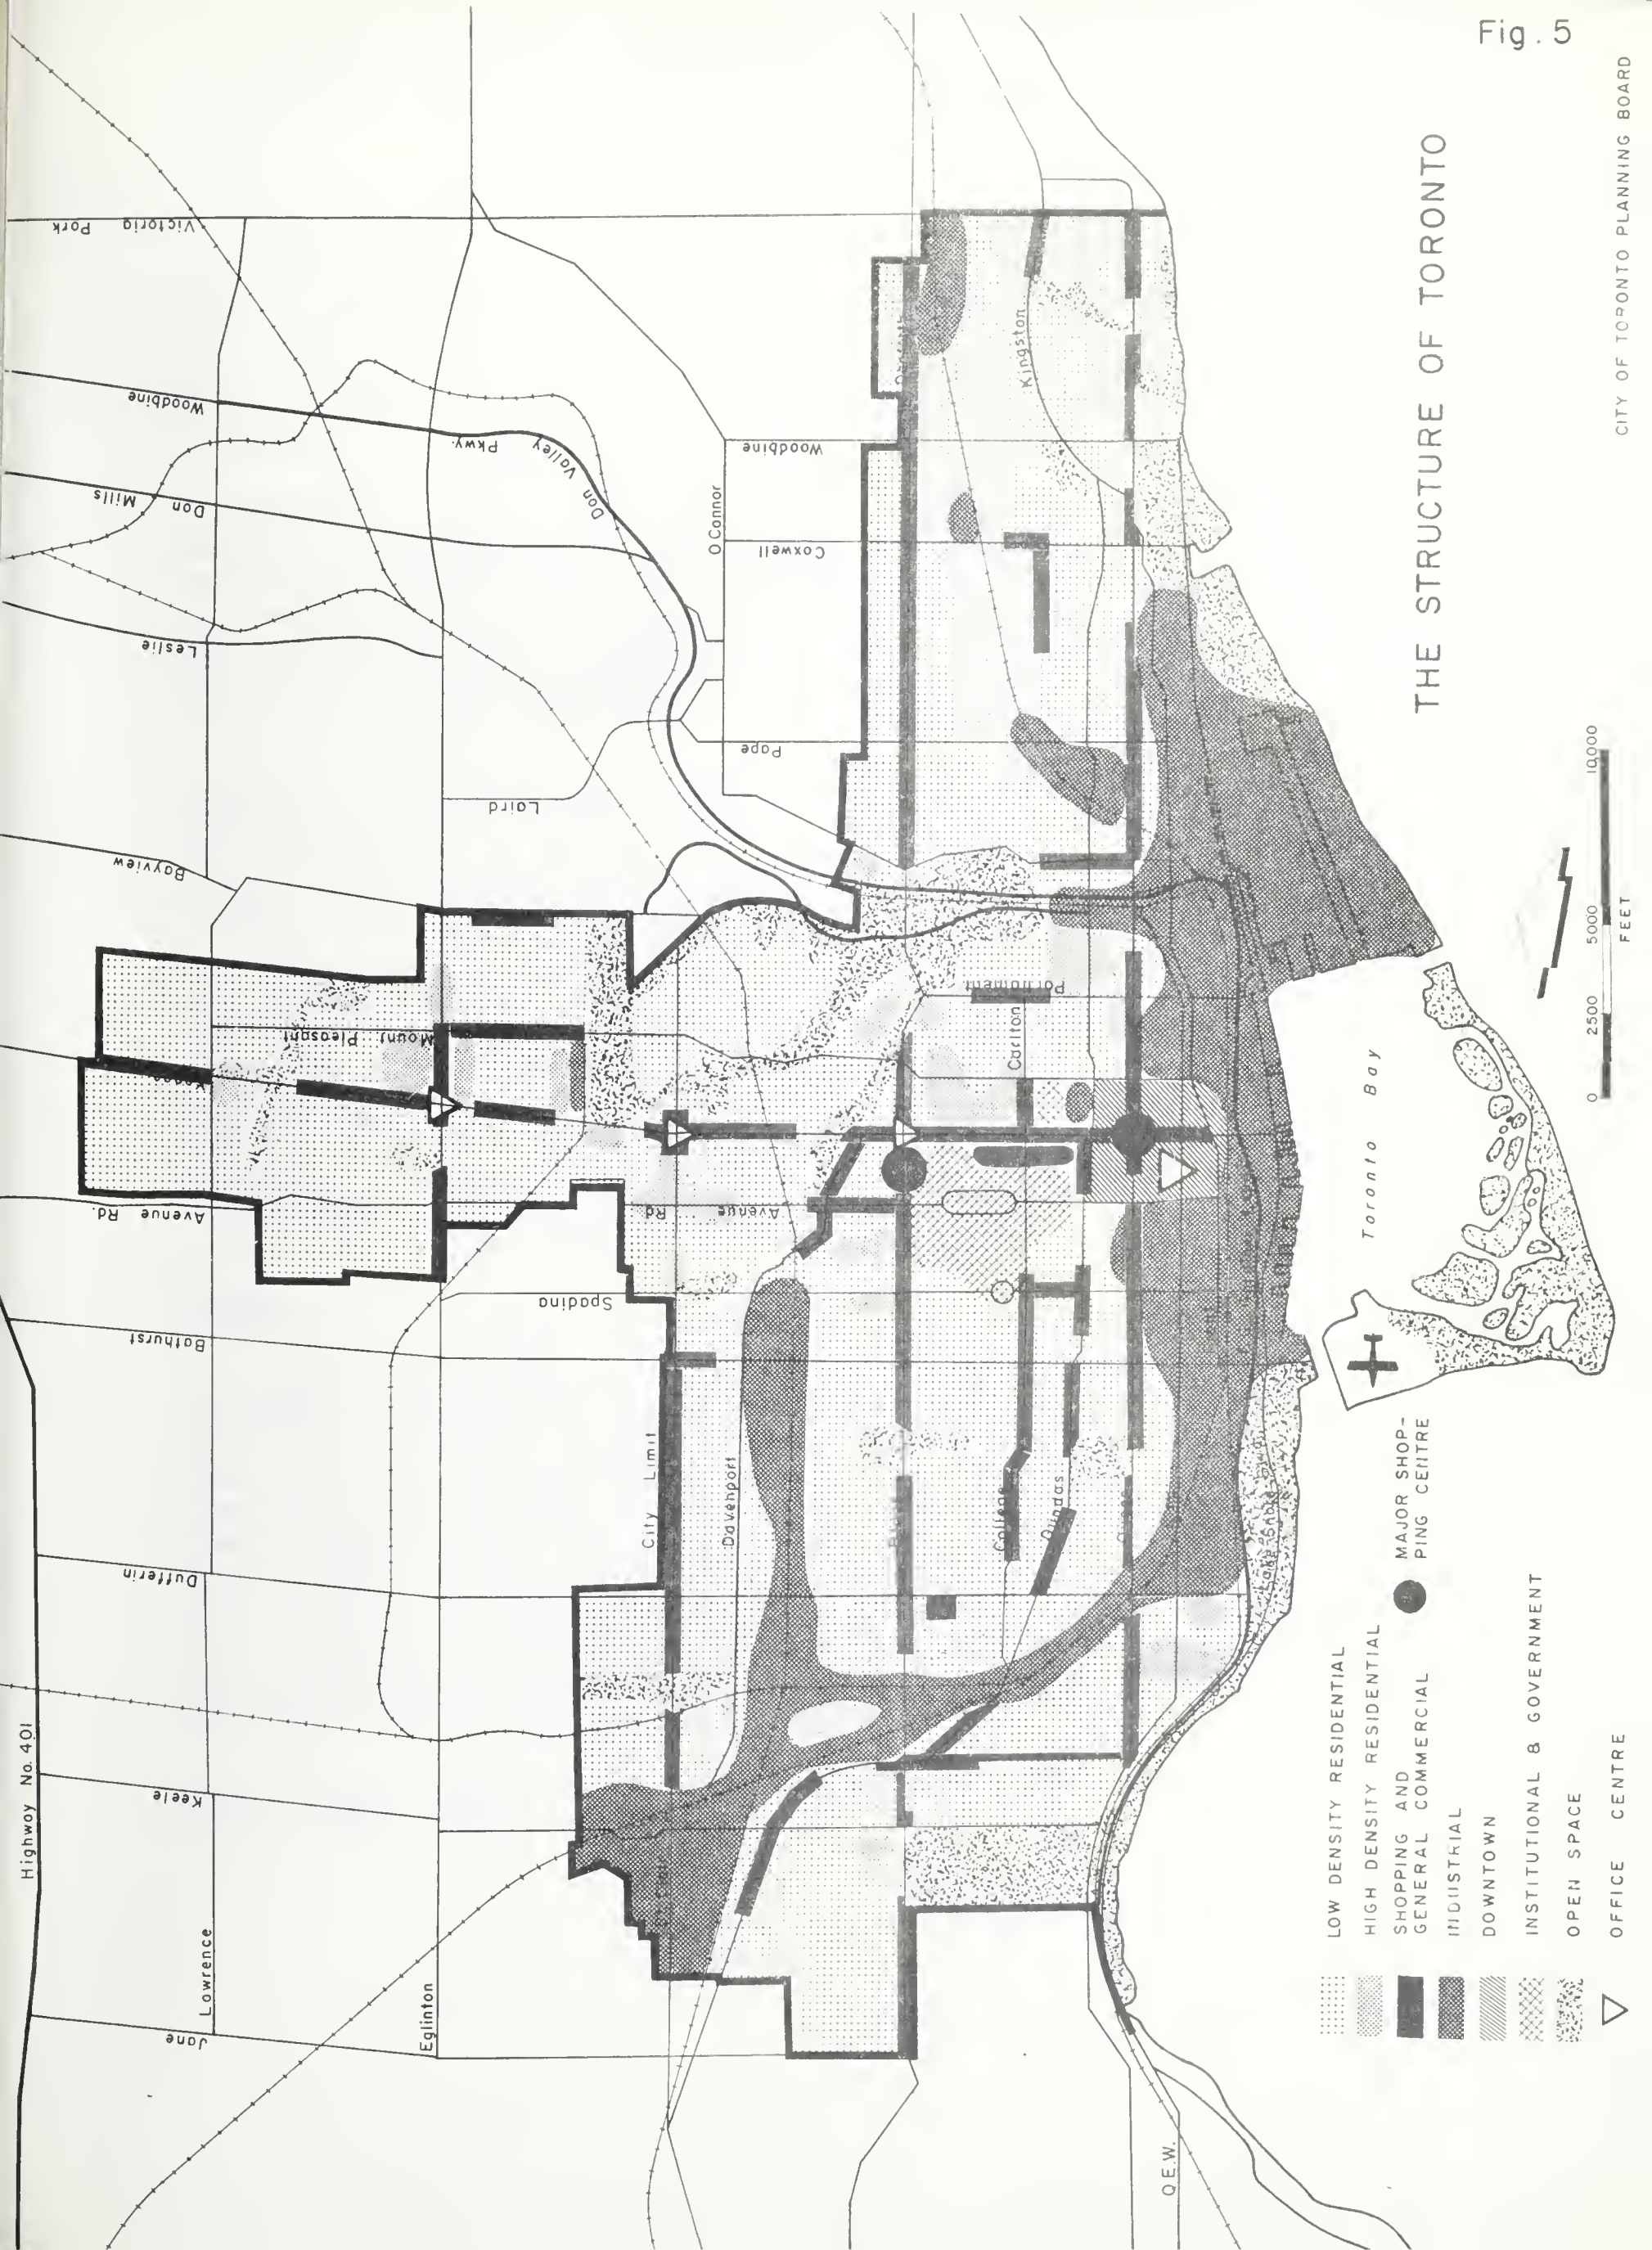 Fig. 5
THE STRUCTURE OF TORONTO
CITY OF TORONTO PLANNING BOARD
Highway No. 401
Lawrence
Eglinton
City Limit
Davenport
College
Dundas
Carlton
O'Connor
Kingston
Q.E.W.
Lake Shore
Jane
Keele
Dufferin
Bathurst
Spadina
Avenue Rd.
Avenue Rd
Mount Pleasant
Bayview
Laird
Leslie
Don Mills
Don Valley Pkwy.
Woodbine
Victoria Park
Pape
Coxwell
Woodbine
Parliament
Toronto Bay
LOW DENSITY RESIDENTIAL
HIGH DENSITY RESIDENTIAL
SHOPPING AND
GENERAL COMMERCIAL
INDUSTRIAL
DOWNTOWN
INSTITUTIONAL & GOVERNMENT
OPEN SPACE
OFFICE CENTRE
MAJOR SHOP-
PING CENTRE
0 2500 5000 10,000
FEET